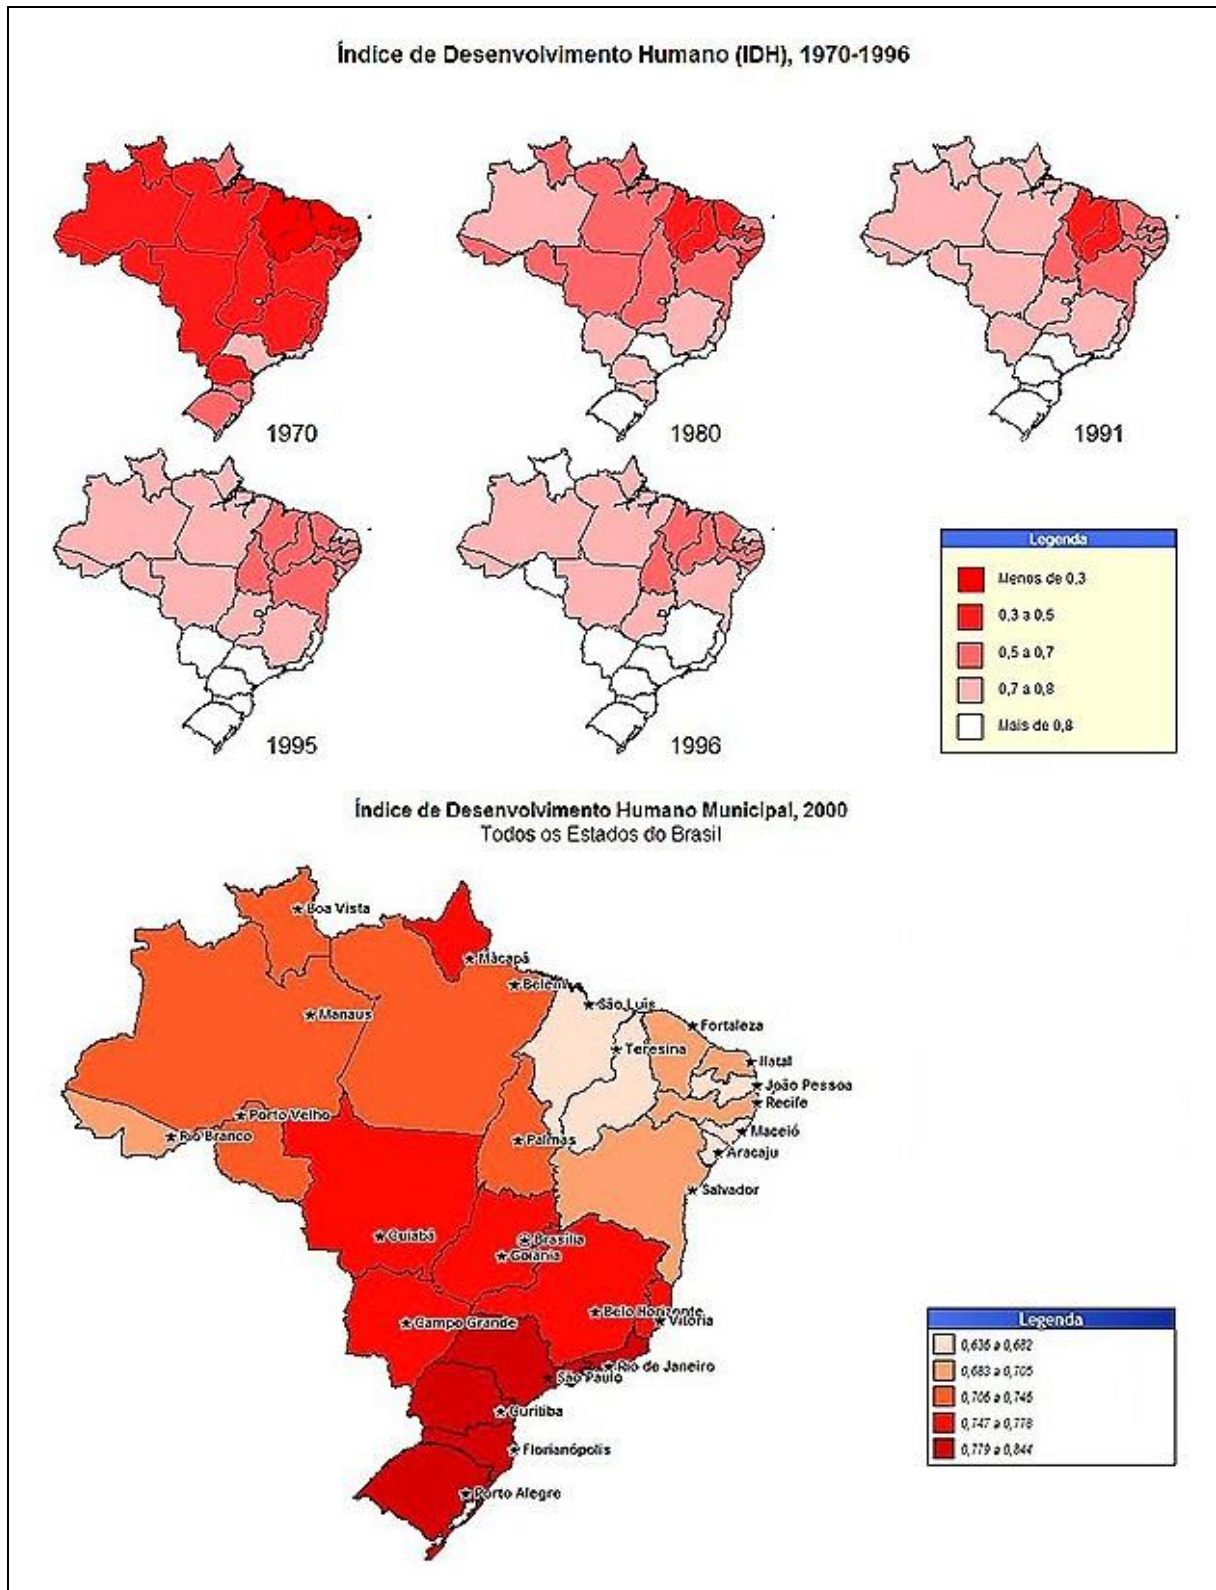 Índice de Desenvolvimento Humano (IDH), 1970-1996
1970
1980
1991
1995
1996
Legenda
Menos de 0,3
0,3 a 0,5
0,5 a 0,7
0,7 a 0,8
Mais de 0,8
Índice de Desenvolvimento Humano Municipal, 2000
Todos os Estados do Brasil
Boa Vista
Macapá
Belém
São Luís
Manaus
Fortaleza
Teresina
Natal
João Pessoa
Recife
Porto Velho
Maceió
Rio Branco
Palmas
Aracaju
Salvador
Cuiabá
Brasília
Goiânia
Belo Horizonte
Vitória
Campo Grande
Rio de Janeiro
São Paulo
Curitiba
Florianópolis
Porto Alegre
Legenda
0,636 a 0,682
0,683 a 0,705
0,706 a 0,746
0,747 a 0,778
0,779 a 0,844